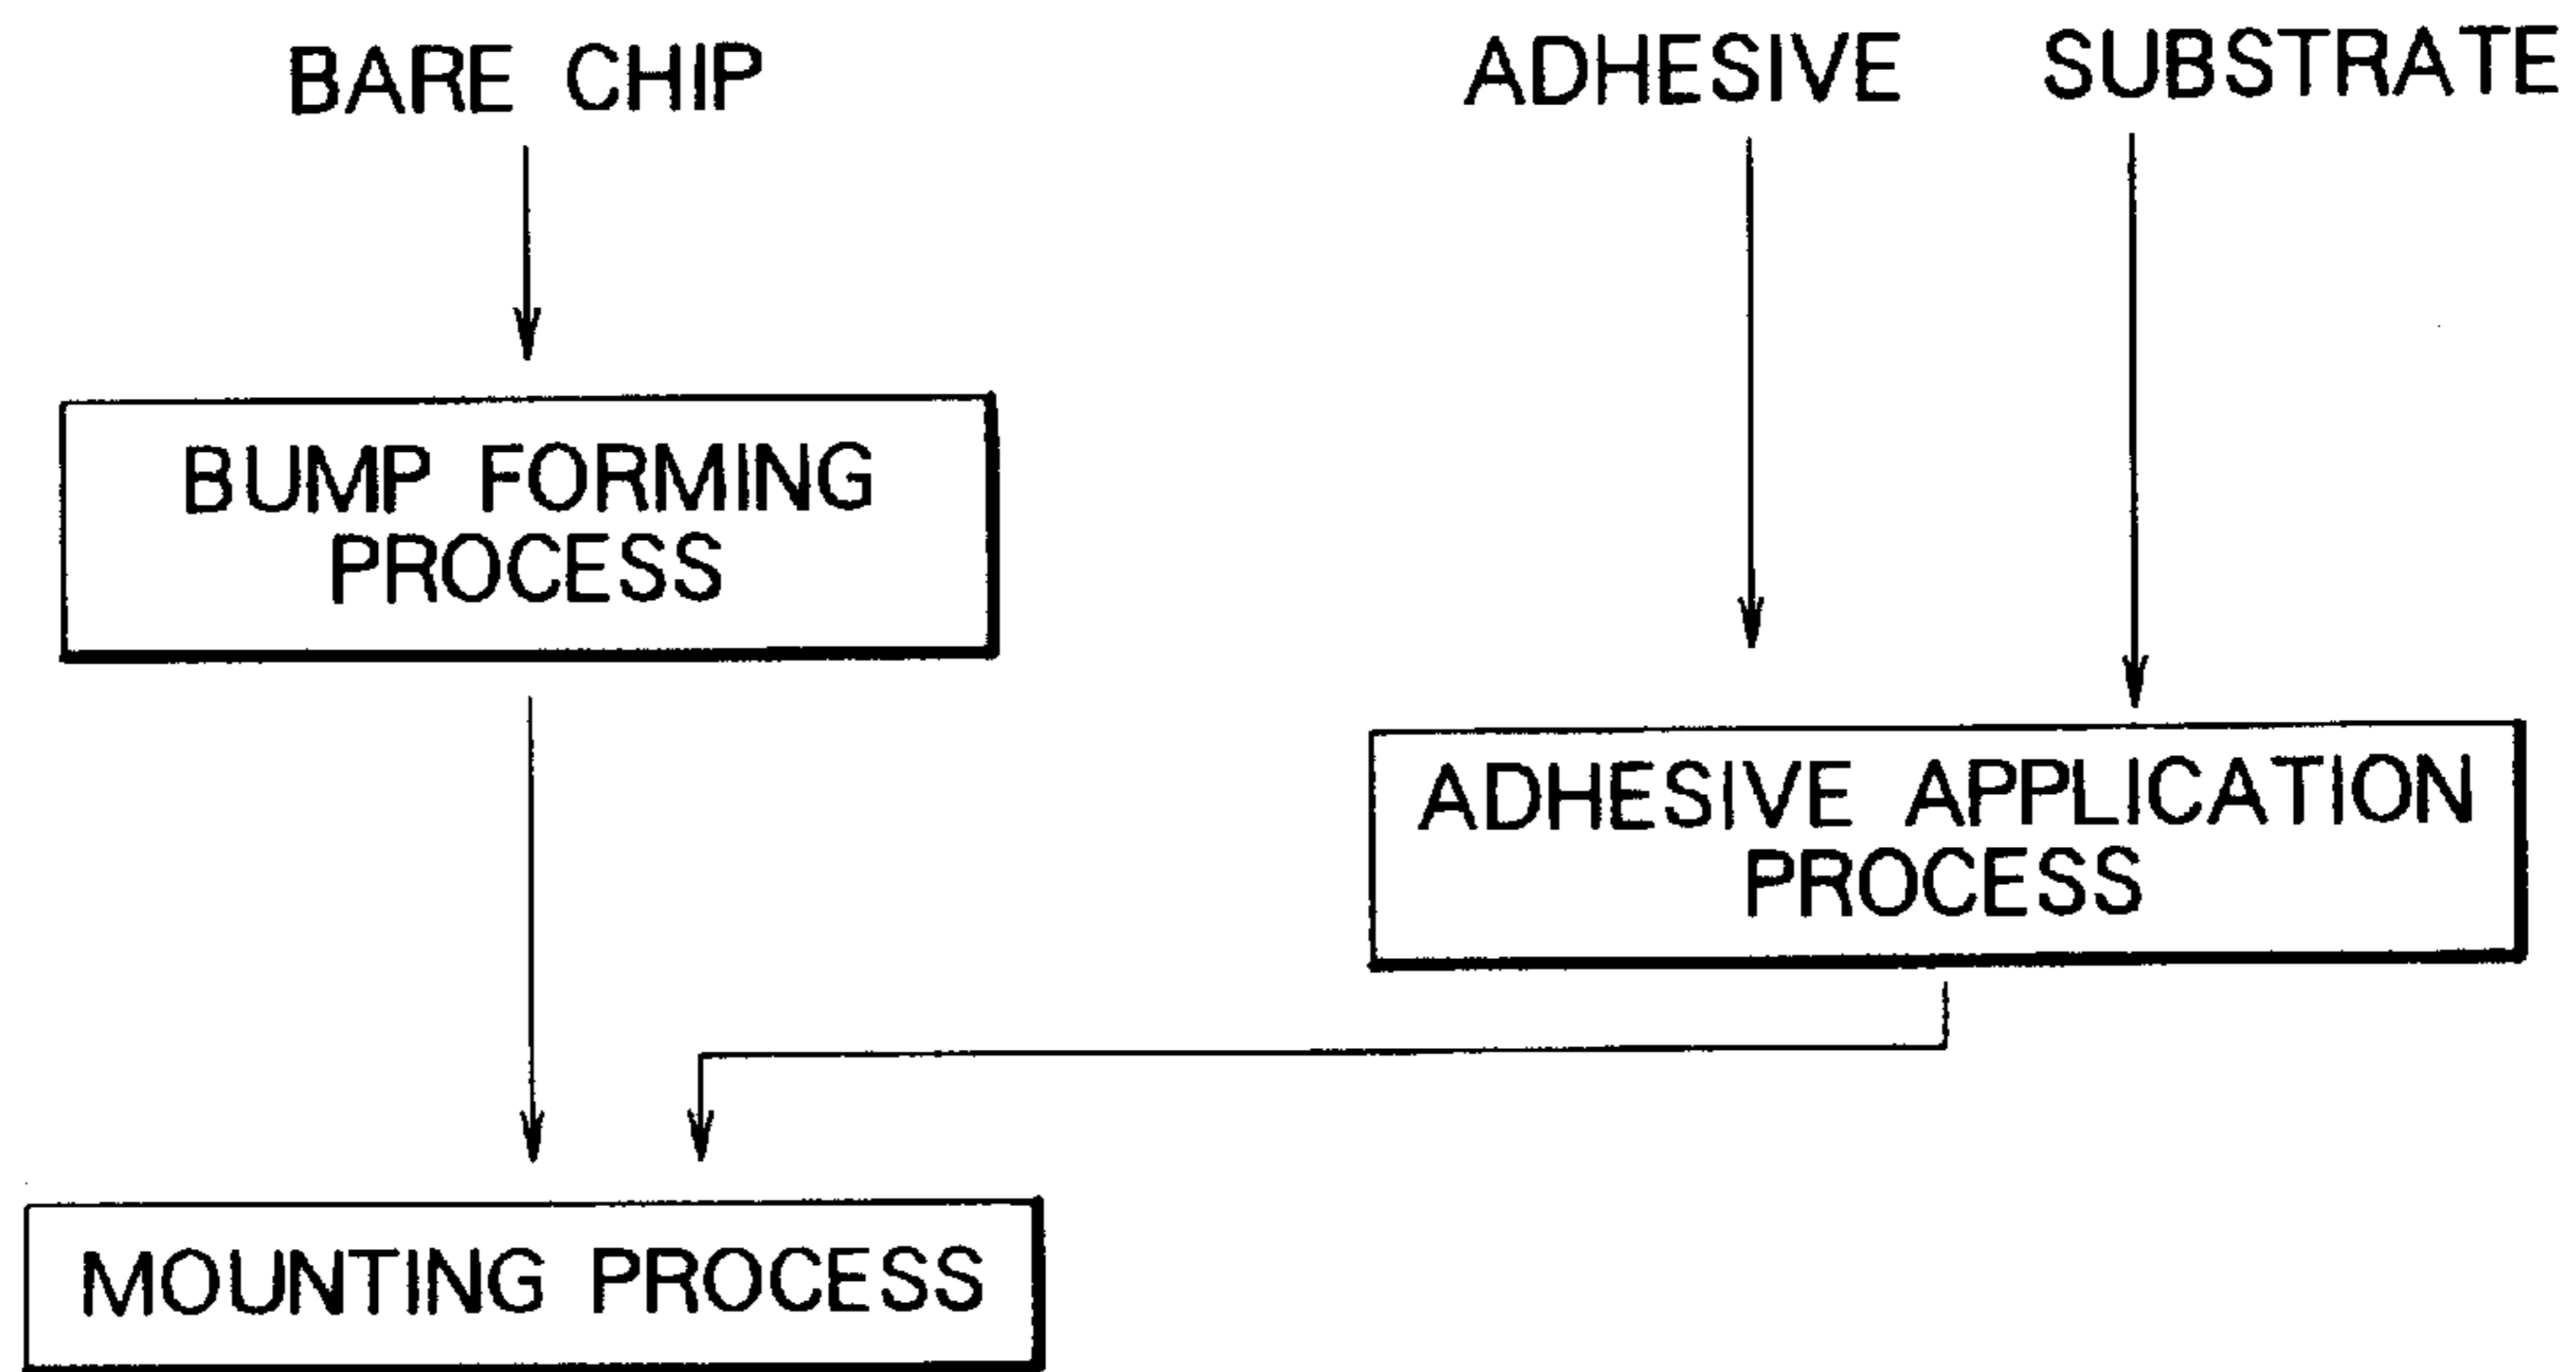 BARE CHIP
ADHESIVE
SUBSTRATE
BUMP FORMING
PROCESS
ADHESIVE APPLICATION
PROCESS
MOUNTING PROCESS